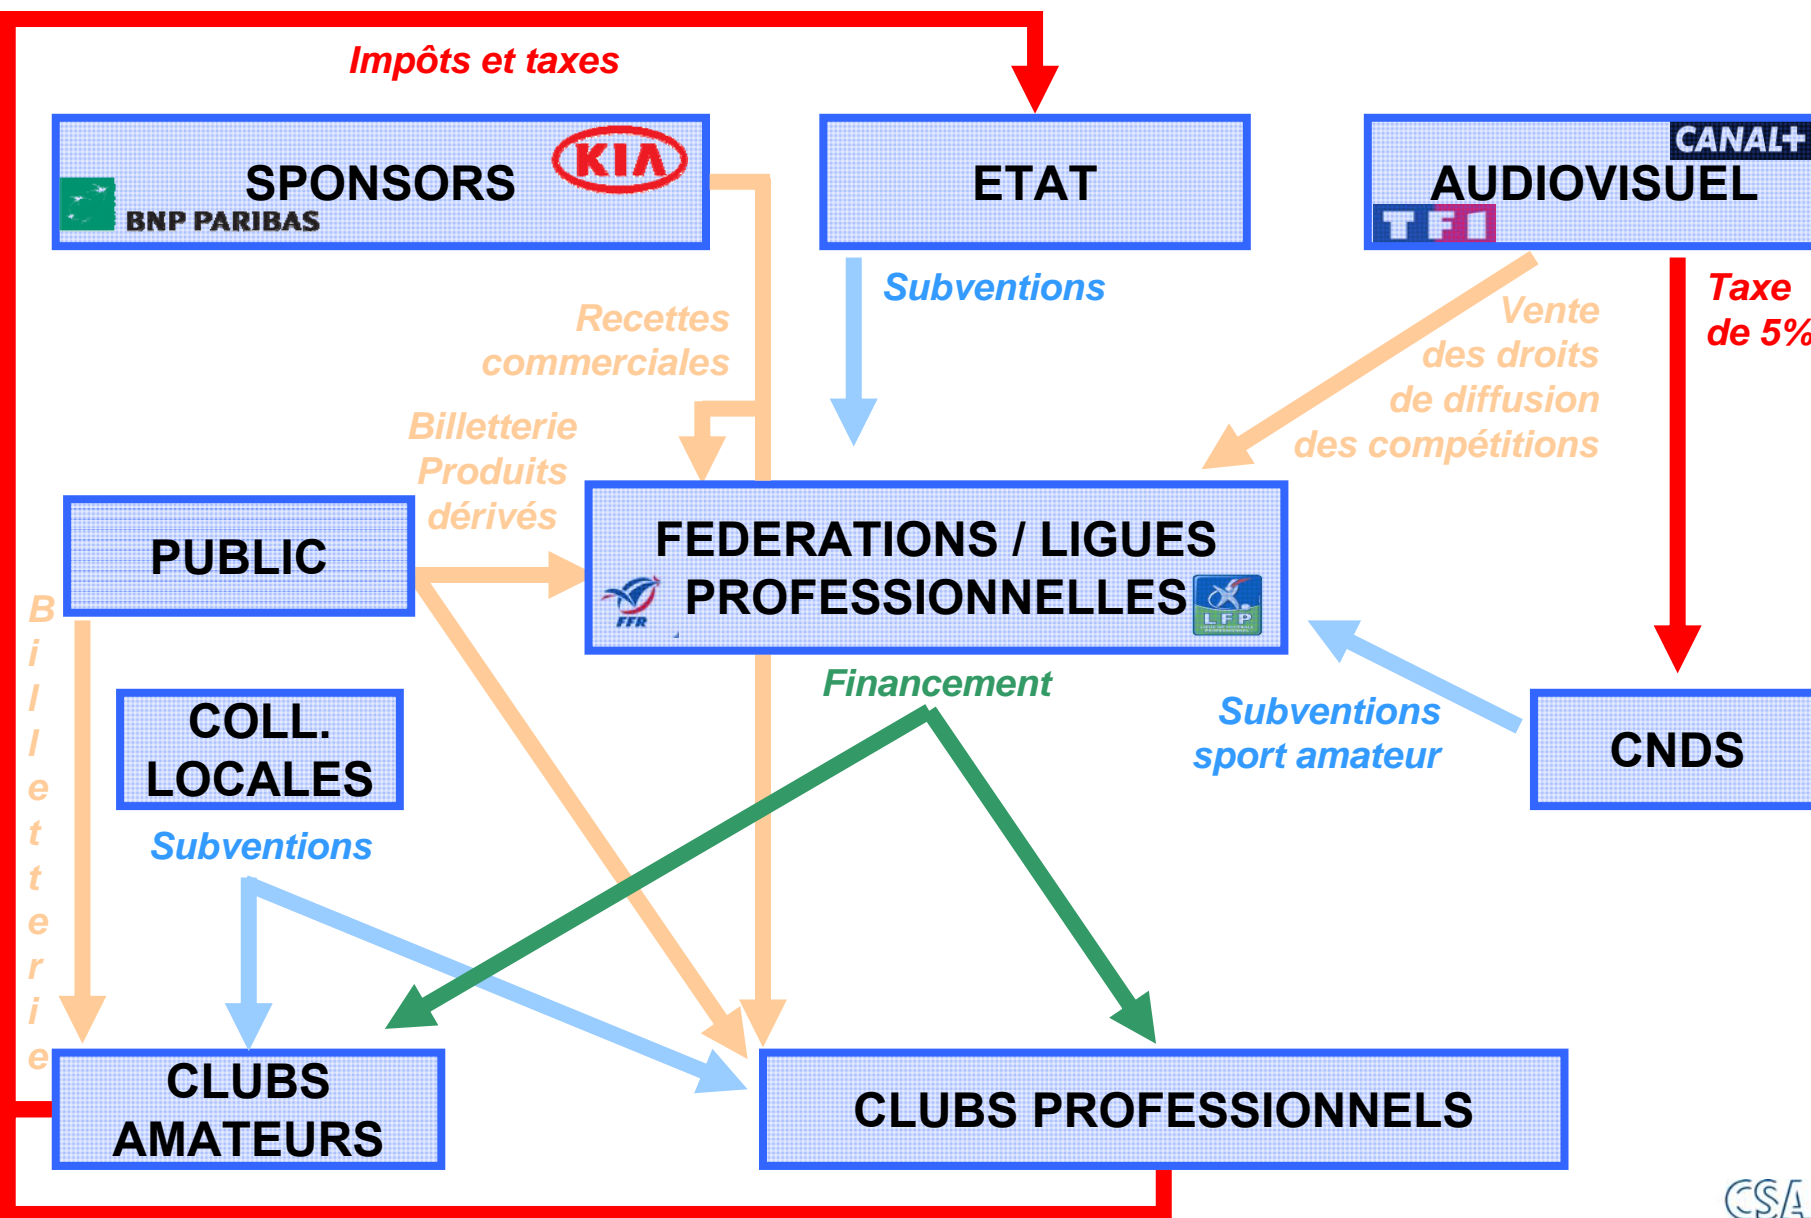 Impôts et taxes
SPONSORS
KIA
BNP PARIBAS
ETAT
CANAL+
AUDIOVISUEL
TF1
Subventions
Taxe
de 5%
Recettes
commerciales
Vente
des droits
de diffusion
des compétitions
Billetterie
Produits
dérivés
PUBLIC
FEDERATIONS / LIGUES
PROFESSIONNELLES
FFR
LFP
Billetterie
Financement
COLL.
LOCALES
Subventions
sport amateur
CNDS
Subventions
CLUBS
AMATEURS
CLUBS PROFESSIONNELS
CSA